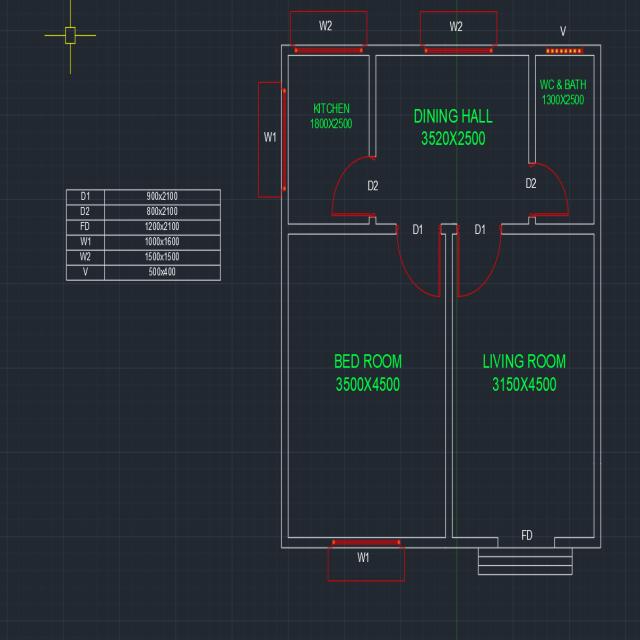 W2
W2
V
KITCHEN
1800X2500
DINING HALL
3520X2500
WC & BATH
1300X2500
W1
D2
D2
D1 900x2100
D2 800x2100
FD 1200x2100
W1 1000x1600
W2 1500x1500
V 500x400
D1
D1
BED ROOM
3500X4500
LIVING ROOM
3150X4500
FD
W1